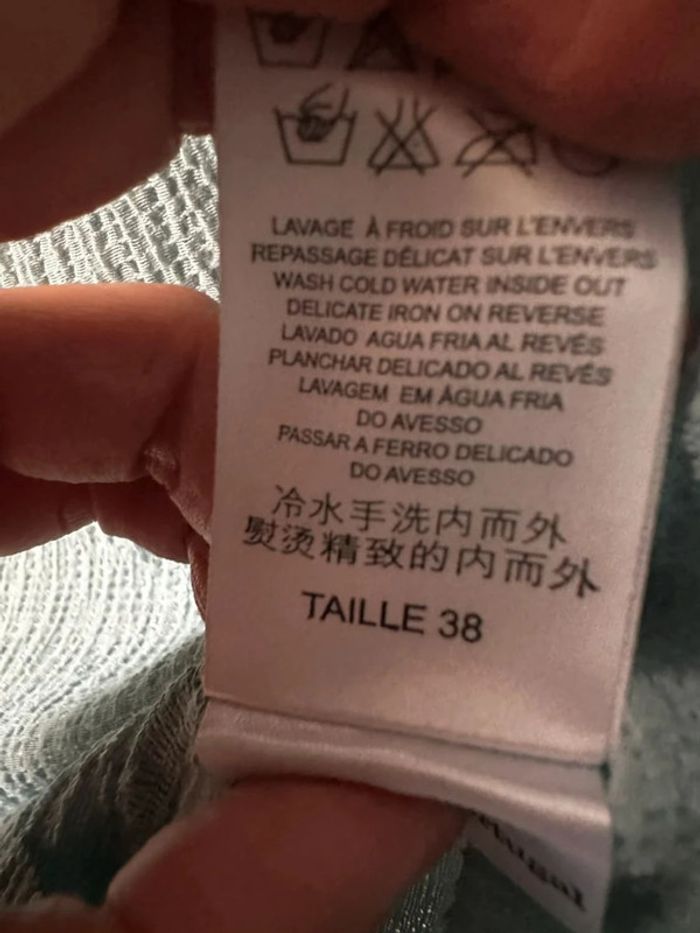 LAVAGE À FROID SUR L'ENVERS
REPASSAGE DÉLICAT SUR L'ENVERS
WASH COLD WATER INSIDE OUT
DELICATE IRON ON REVERSE
LAVADO AGUA FRIA AL REVÉS
PLANCHAR DELICADO AL REVÉS
LAVAGEM EM ÁGUA FRIA
DO AVESSO
PASSAR A FERRO DELICADO
DO AVESSO
冷水手洗内而外
熨烫精致的内而外
TAILLE 38